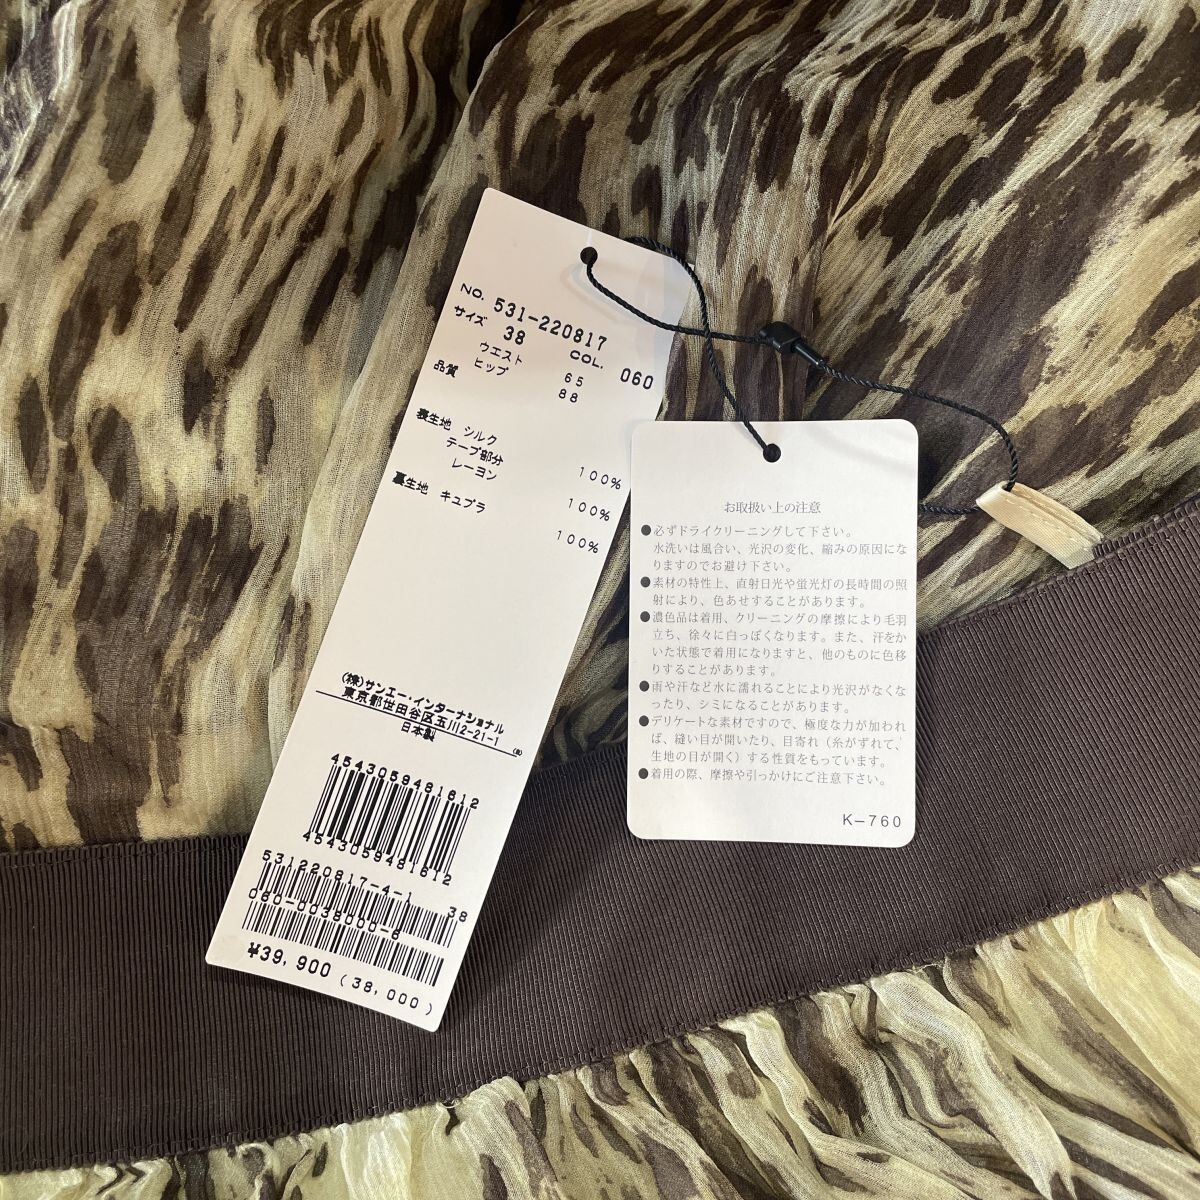 NO. 531-220817
サイズ 38 COL. 060
ウエスト 65
ヒップ 88
品質
表生地 シルク 100%
テープ部分
レーヨン 100%
裏生地 キュプラ 100%
(株)サンエー・インターナショナル
東京都世田谷区玉川2-21-1
日本製
4543059481612
4543059481612
531220817-4-1 38
060-0038000-6
¥39,900 (38,000)
お取扱い上の注意
●必ずドライクリーニングして下さい。
水洗いは風合い、光沢の変化、縮みの原因にな
りますのでお避け下さい。
●素材の特性上、直射日光や蛍光灯の長時間の照
射により、色あせすることがあります。
●濃色品は着用、クリーニングの摩擦により毛羽
立ち、徐々に白っぽくなります。また、汗をか
いた状態で着用になりますと、他のものに色移
りすることがあります。
●雨や汗など水に濡れることにより光沢がなくな
ったり、シミになることがあります。
●デリケートな素材ですので、極度な力が加われ
ば、縫い目が開いたり、目寄れ（糸がずれて、
生地の目が開く）する性質をもっています。
●着用の際、摩擦や引っかけにご注意下さい。
K-760